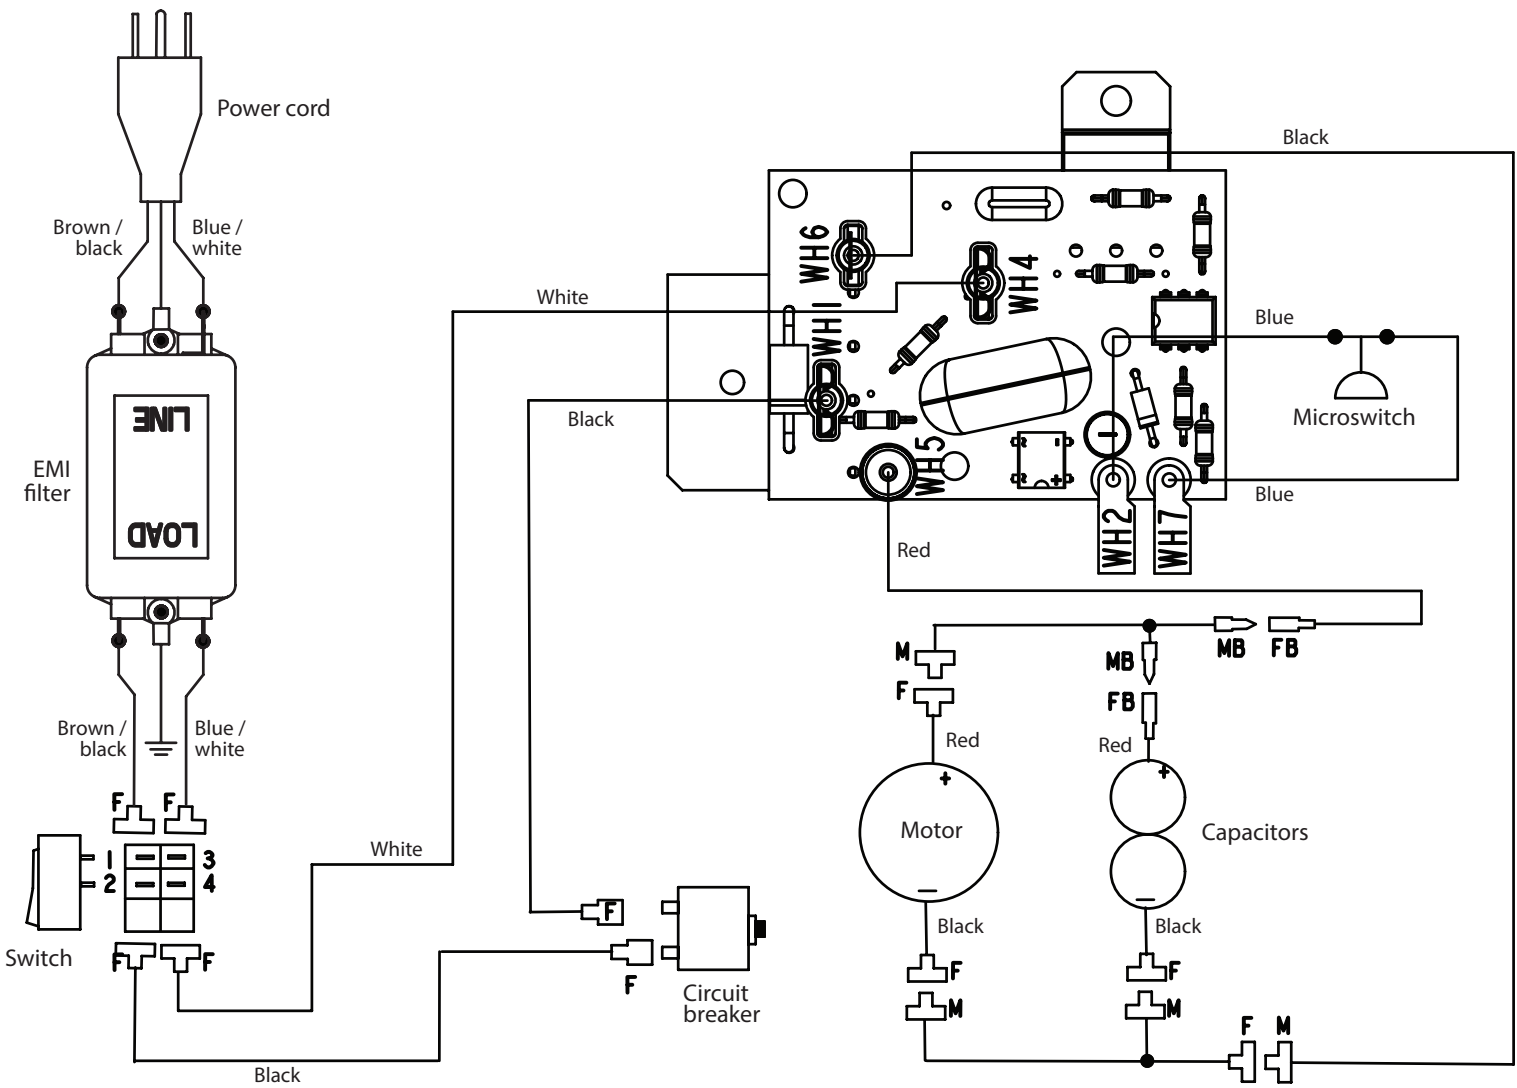 Power cord
Black
Brown /
black
Blue /
white
WH6
WH4
White
WH1
Blue
LINE
Black
Microswitch
EMI
filter
WH5
Blue
LOAD
WH2
WH7
Red
M
MB
MB
FB
F
FB
Brown /
black
Blue /
white
Red
Red
+
+
-
+
F
F
Motor
Capacitors
White
1
3
2
4
F
Black
Black
Switch
F
F
F
F
F
Circuit
breaker
M
M
F
M
Black